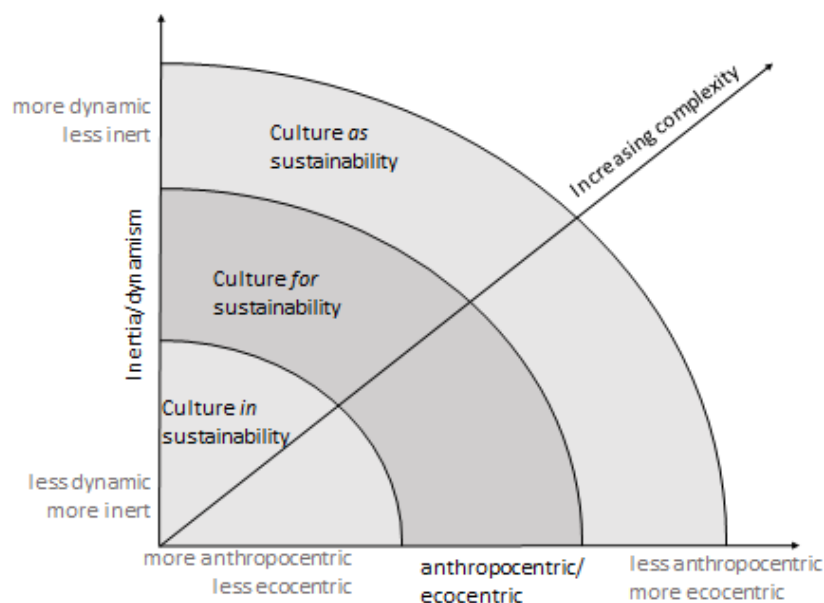 more dynamic
less inert
Culture as
sustainability
Increasing complexity
Inertia/dynamism
Culture for
sustainability
Culture in
sustainability
less dynamic
more inert
more anthropocentric
less ecocentric
anthropocentric/
ecocentric
less anthropocentric
more ecocentric